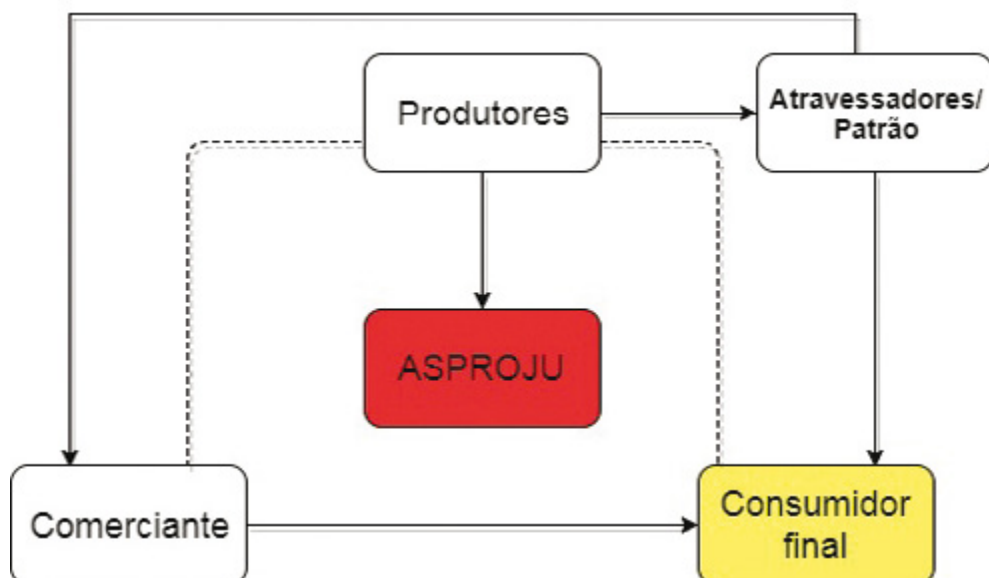 Produtores
Atravessadores/
Patrão
ASPROJU
Comerciante
Consumidor
final